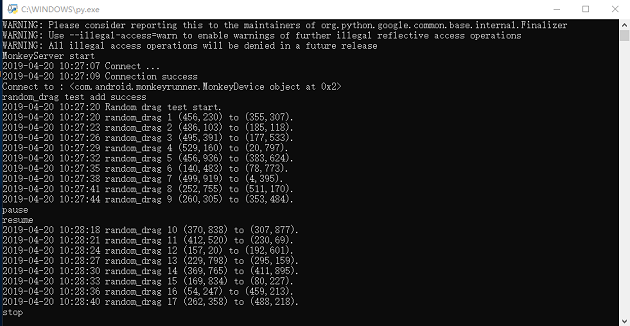 C:\WINDOWS\py.exe
WARNING: Please consider reporting this to the maintainers of org.python.google.common.base.internal.Finalizer
WARNING: Use --illegal-access=warn to enable warnings of further illegal reflective access operations
WARNING: All illegal access operations will be denied in a future release
MonkeyServer start
2019-04-20 10:27:07 Connect ...
2019-04-20 10:27:09 Connection success
Connect to : <com.android.monkeyrunner.MonkeyDevice object at 0x2>
random_drag test add success
2019-04-20 10:27:20 Random_drag test start.
2019-04-20 10:27:20 random_drag 1 (456,230) to (355,307).
2019-04-20 10:27:23 random_drag 2 (486,103) to (185,118).
2019-04-20 10:27:26 random_drag 3 (495,391) to (177,533).
2019-04-20 10:27:29 random_drag 4 (529,160) to (20,797).
2019-04-20 10:27:32 random_drag 5 (456,936) to (383,624).
2019-04-20 10:27:35 random_drag 6 (140,483) to (78,773).
2019-04-20 10:27:38 random_drag 7 (499,919) to (4,395).
2019-04-20 10:27:41 random_drag 8 (252,755) to (511,170).
2019-04-20 10:27:44 random_drag 9 (260,305) to (353,484).
pause
resume
2019-04-20 10:28:18 random_drag 10 (370,838) to (307,877).
2019-04-20 10:28:21 random_drag 11 (412,520) to (230,69).
2019-04-20 10:28:24 random_drag 12 (157,20) to (192,601).
2019-04-20 10:28:27 random_drag 13 (229,798) to (295,159).
2019-04-20 10:28:30 random_drag 14 (369,765) to (411,895).
2019-04-20 10:28:33 random_drag 15 (169,834) to (80,227).
2019-04-20 10:28:36 random_drag 16 (54,247) to (459,213).
2019-04-20 10:28:40 random_drag 17 (262,358) to (488,218).
stop